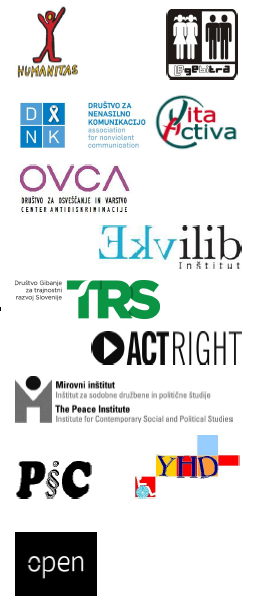 HUMANITAS
Legebitra
DNK
DRUŠTVO ZA
NENASILNO
KOMUNIKACIJO
association
for nonviolent
communication
Vita
Activa
OVCA
DRUŠTVO ZA OSVEŠČANJE IN VARSTVO
CENTER ANTIDISKRIMINACIJE
Ekvilib
Inštitut
Društvo Gibanje
za trajnostni
razvoj Slovenije
TRS
ACTRIGHT
Mirovni inštitut
Inštitut za sodobne družbene in politične študije
The Peace Institute
Institute for Contemporary Social and Political Studies
PiC
YHD
open